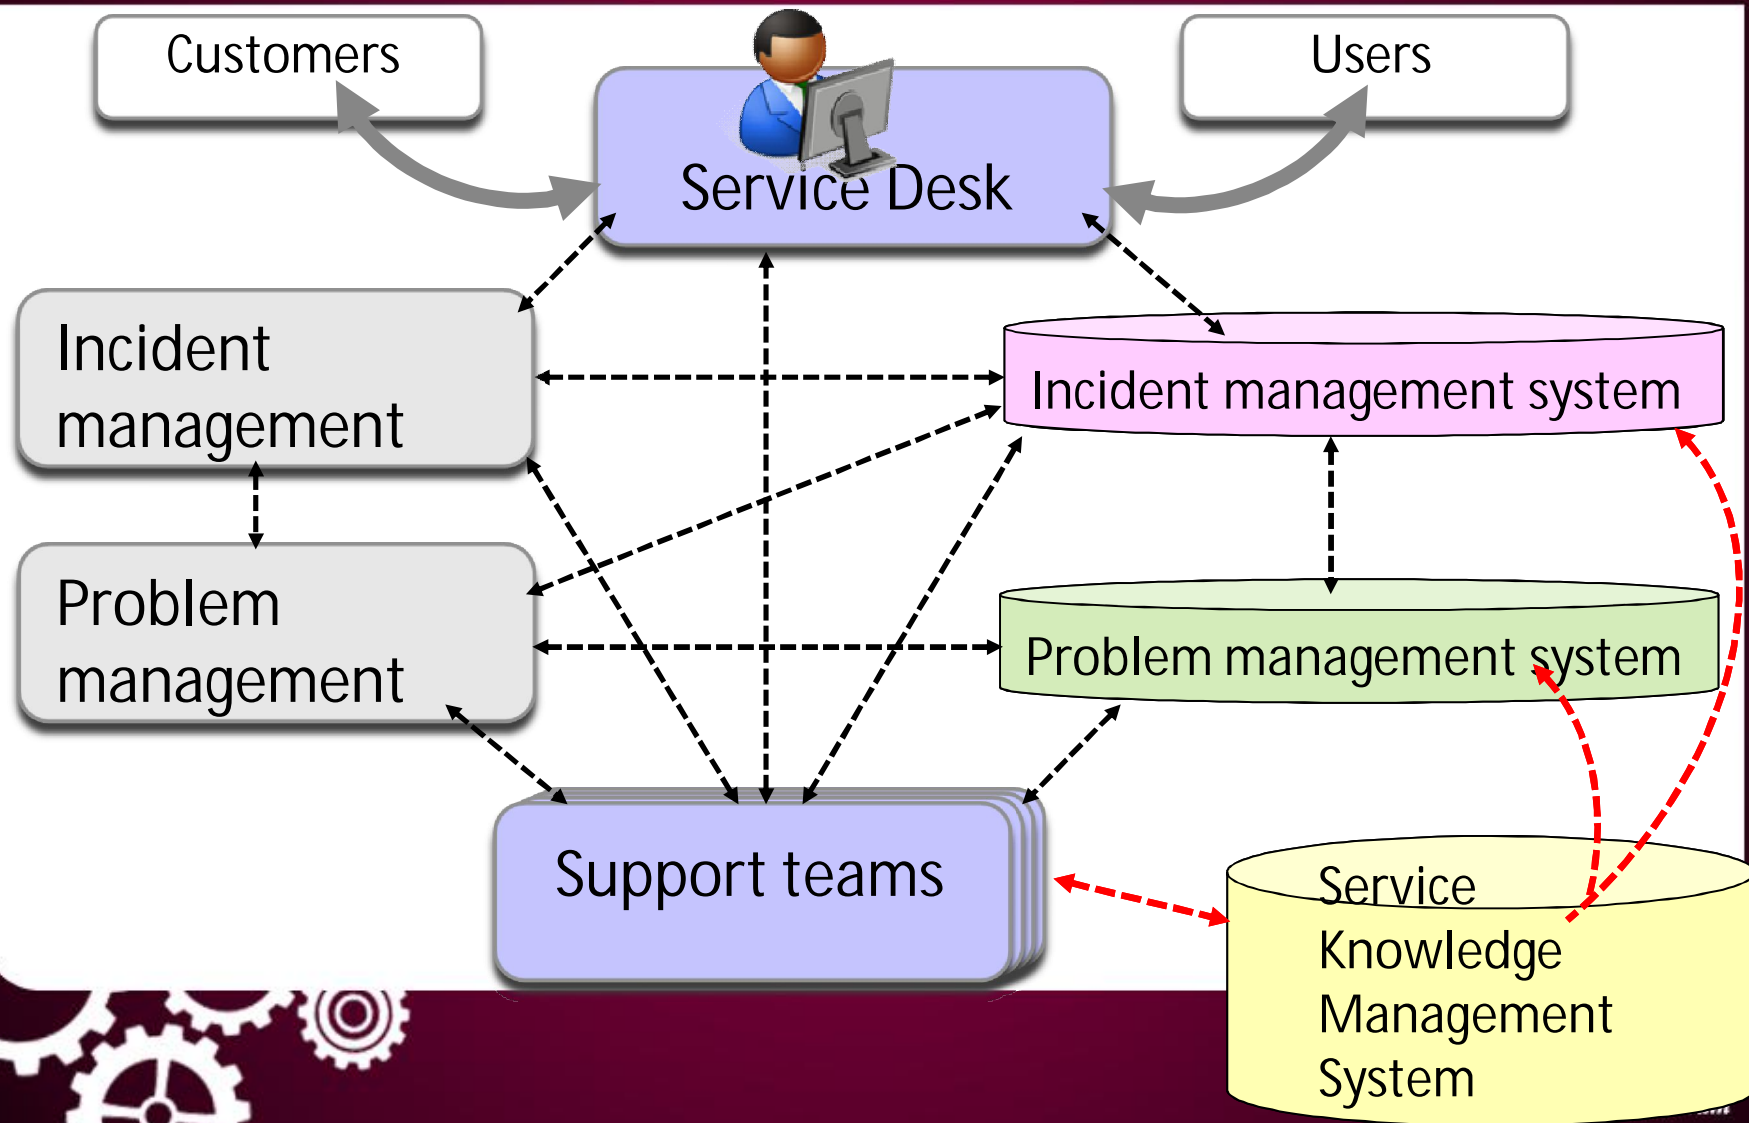 Customers
Users
Service Desk
Incident
management
Incident management system
Problem
management
Problem management system
Support teams
Service
Knowledge
Management
System